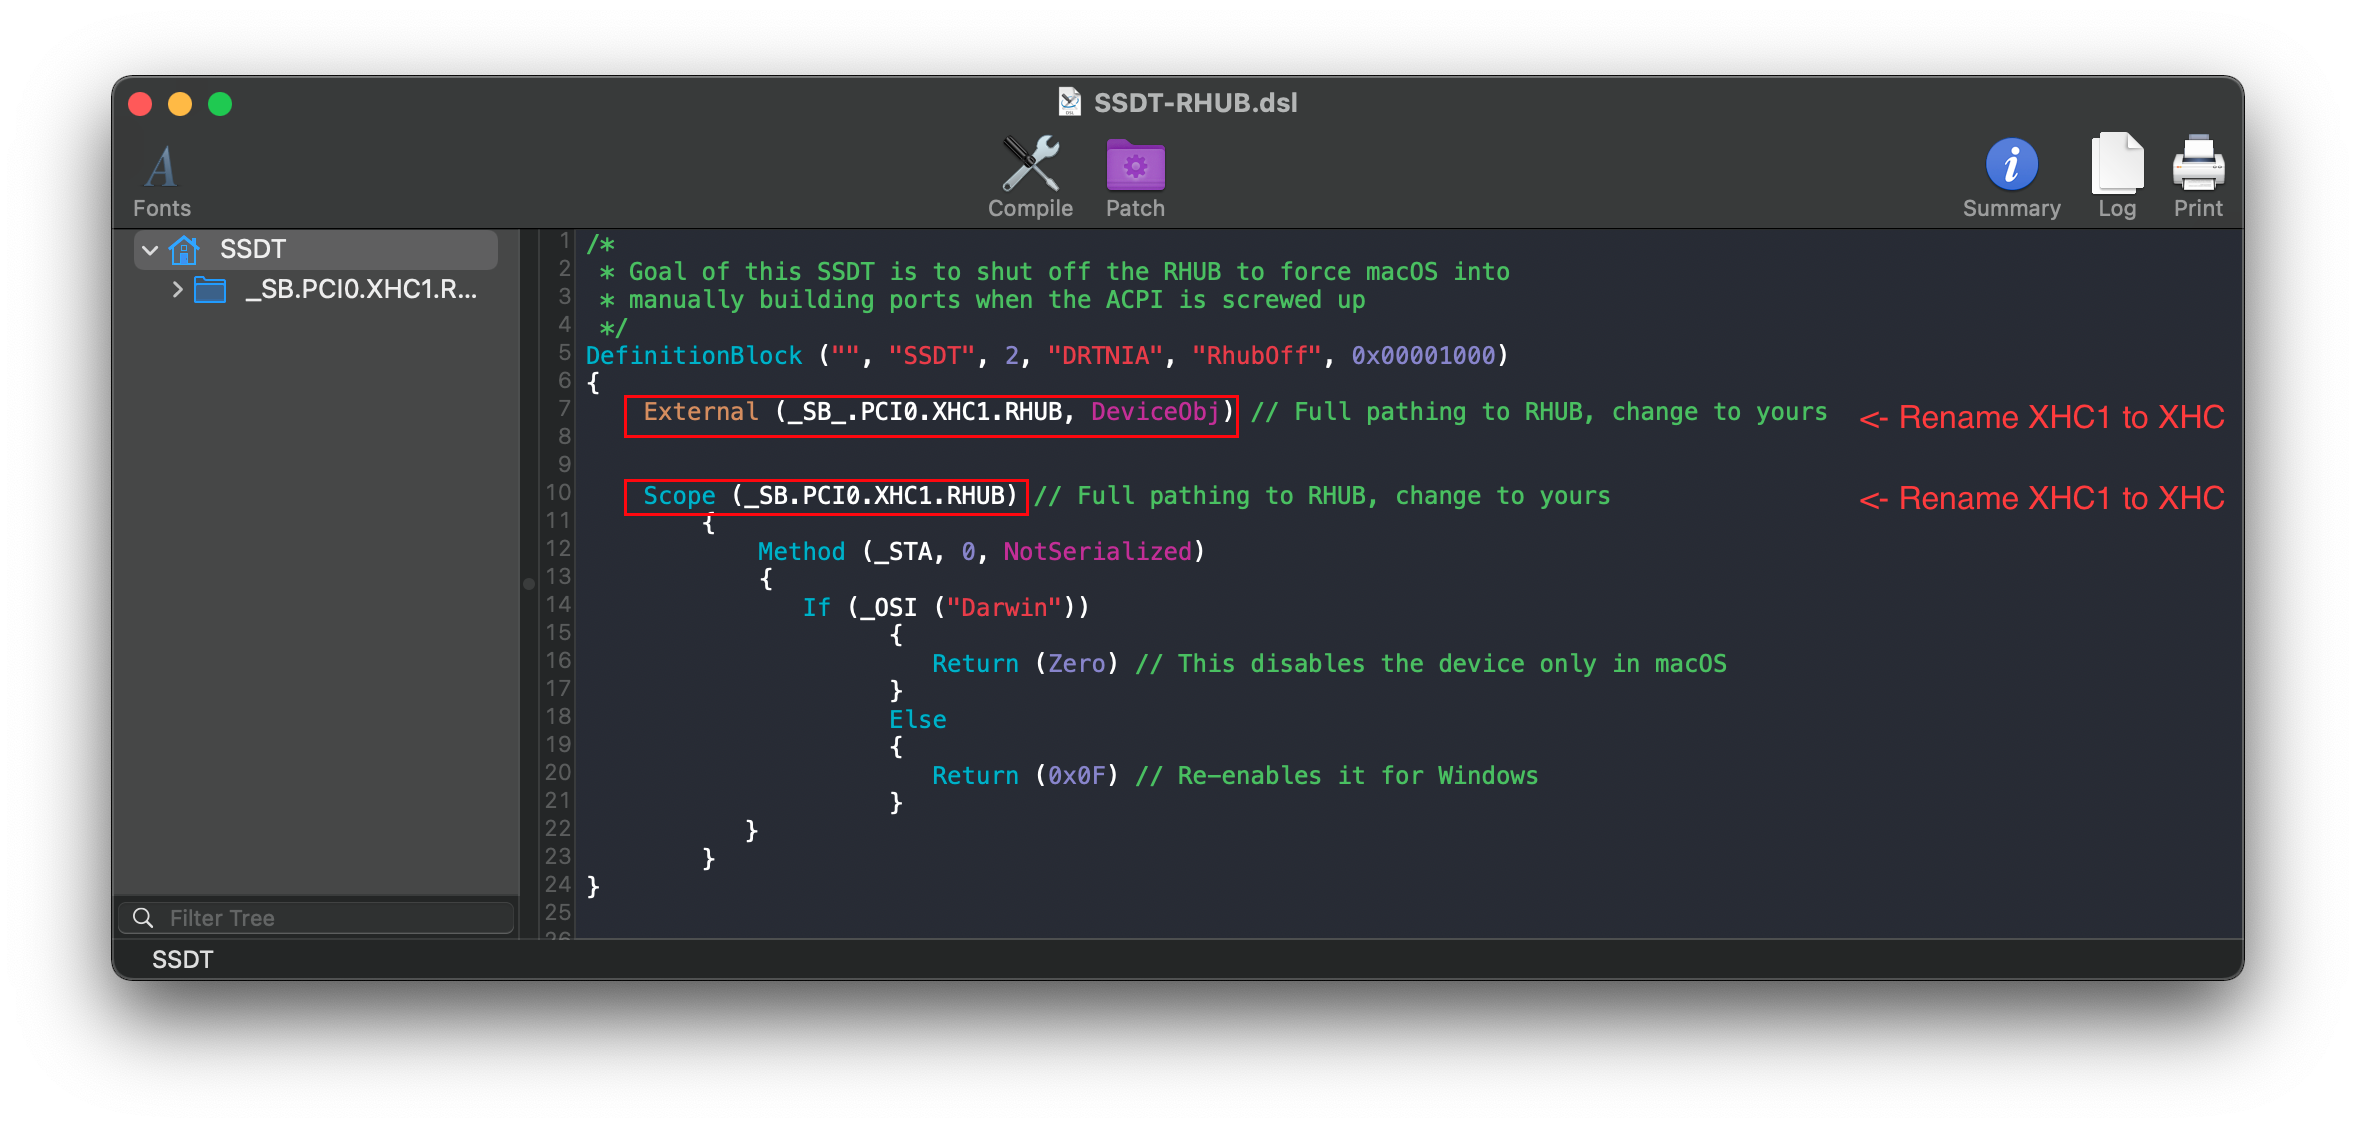 SSDT-RHUB.dsl
Fonts
Compile
Patch
Summary
Log
Print
SSDT
_SB.PCI0.XHC1.R...
1 /*
2  * Goal of this SSDT is to shut off the RHUB to force macOS into
3  * manually building ports when the ACPI is screwed up
4  */
5 DefinitionBlock ("", "SSDT", 2, "DRTNIA", "RhubOff", 0x00001000)
6 {
7 External (_SB_.PCI0.XHC1.RHUB, DeviceObj) // Full pathing to RHUB, change to yours <- Rename XHC1 to XHC
8
9
10 Scope (_SB.PCI0.XHC1.RHUB) // Full pathing to RHUB, change to yours <- Rename XHC1 to XHC
11 {
12 Method (_STA, 0, NotSerialized)
13 {
14 If (_OSI ("Darwin"))
15 {
16 Return (Zero) // This disables the device only in macOS
17 }
18 Else
19 {
20 Return (0x0F) // Re-enables it for Windows
21 }
22 }
23 }
24 }
25
26
Filter Tree
SSDT